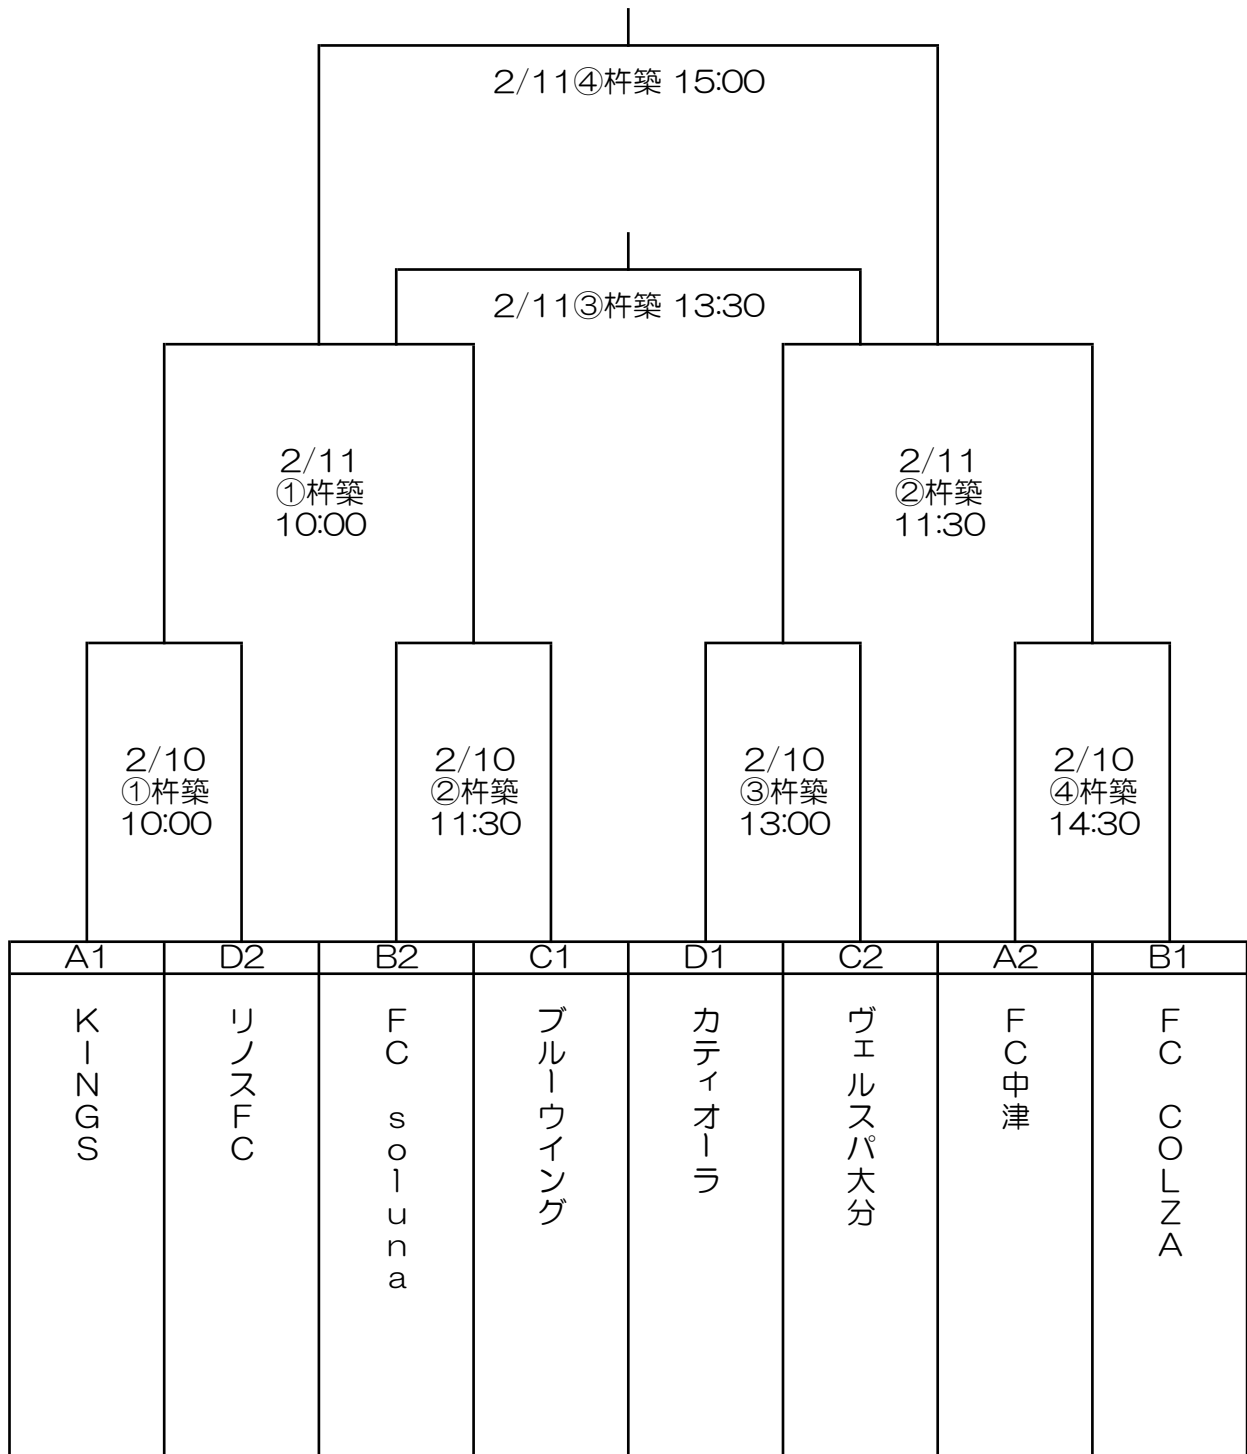 2/11④杵築 15:00
2/11③杵築 13:30
2/11
①杵築
10:00
2/11
②杵築
11:30
2/10
①杵築
10:00
2/10
②杵築
11:30
2/10
③杵築
13:00
2/10
④杵築
14:30
A1
D2
B2
C1
D1
C2
A2
B1
KINGS
リノスFC
FC soluna
ブルーウイング
カティオーラ
ヴェルスパ大分
FC中津
FC COLZA